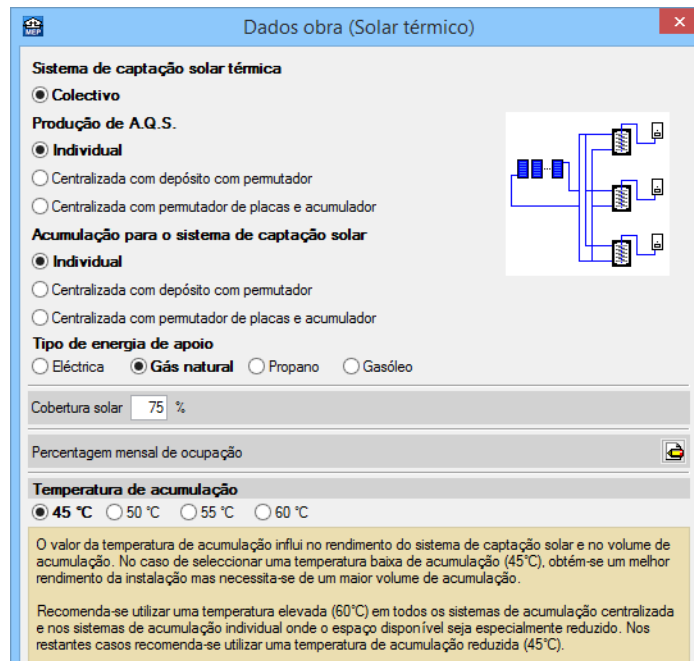 MEP
Dados obra (Solar térmico)
Sistema de captação solar térmica
Colectivo
Produção de A.Q.S.
Individual
Centralizada com depósito com permutador
Centralizada com permutador de placas e acumulador
Acumulação para o sistema de captação solar
Individual
Centralizada com depósito com permutador
Centralizada com permutador de placas e acumulador
Tipo de energia de apoio
Eléctrica Gás natural Propano Gasóleo
Cobertura solar 75 %
Percentagem mensal de ocupação
Temperatura de acumulação
45 °C 50 °C 55 °C 60 °C
O valor da temperatura de acumulação influi no rendimento do sistema de captação solar e no volume de
acumulação. No caso de seleccionar uma temperatura baixa de acumulação (45°C), obtém-se um melhor
rendimento da instalação mas necessita-se de um maior volume de acumulação.
Recomenda-se utilizar uma temperatura elevada (60°C) em todos os sistemas de acumulação centralizada
e nos sistemas de acumulação individual onde o espaço disponível seja especialmente reduzido. Nos
restantes casos recomenda-se utilizar uma temperatura de acumulação reduzida (45°C).